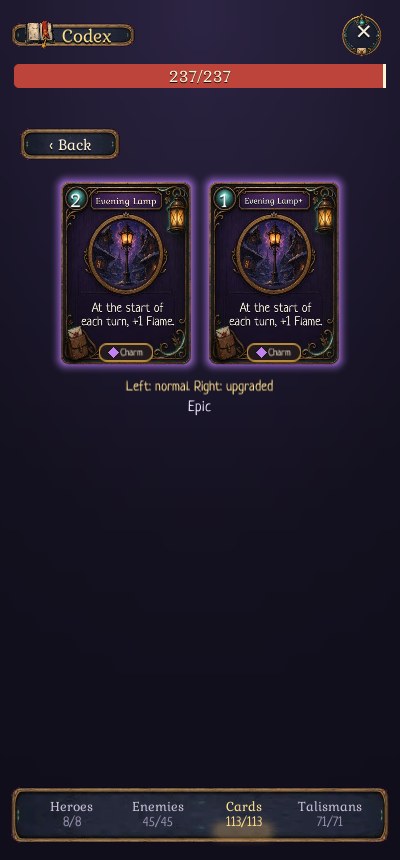 Codex
237/237
‹ Back
2 Evening Lamp
At the start of
each turn, +1 Flame.
Charm
1 Evening Lamp+
At the start of
each turn, +1 Flame.
Charm
Left: normal Right: upgraded
Epic
Heroes Enemies Cards Talismans
8/8 45/45 113/113 71/71